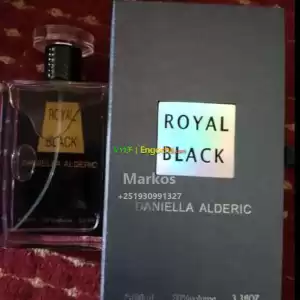 ROYAL
BLACK
DANIELLA ALDERIC
ROYAL
BLACK
DANIELLA ALDERIC
Markos
+251930991327